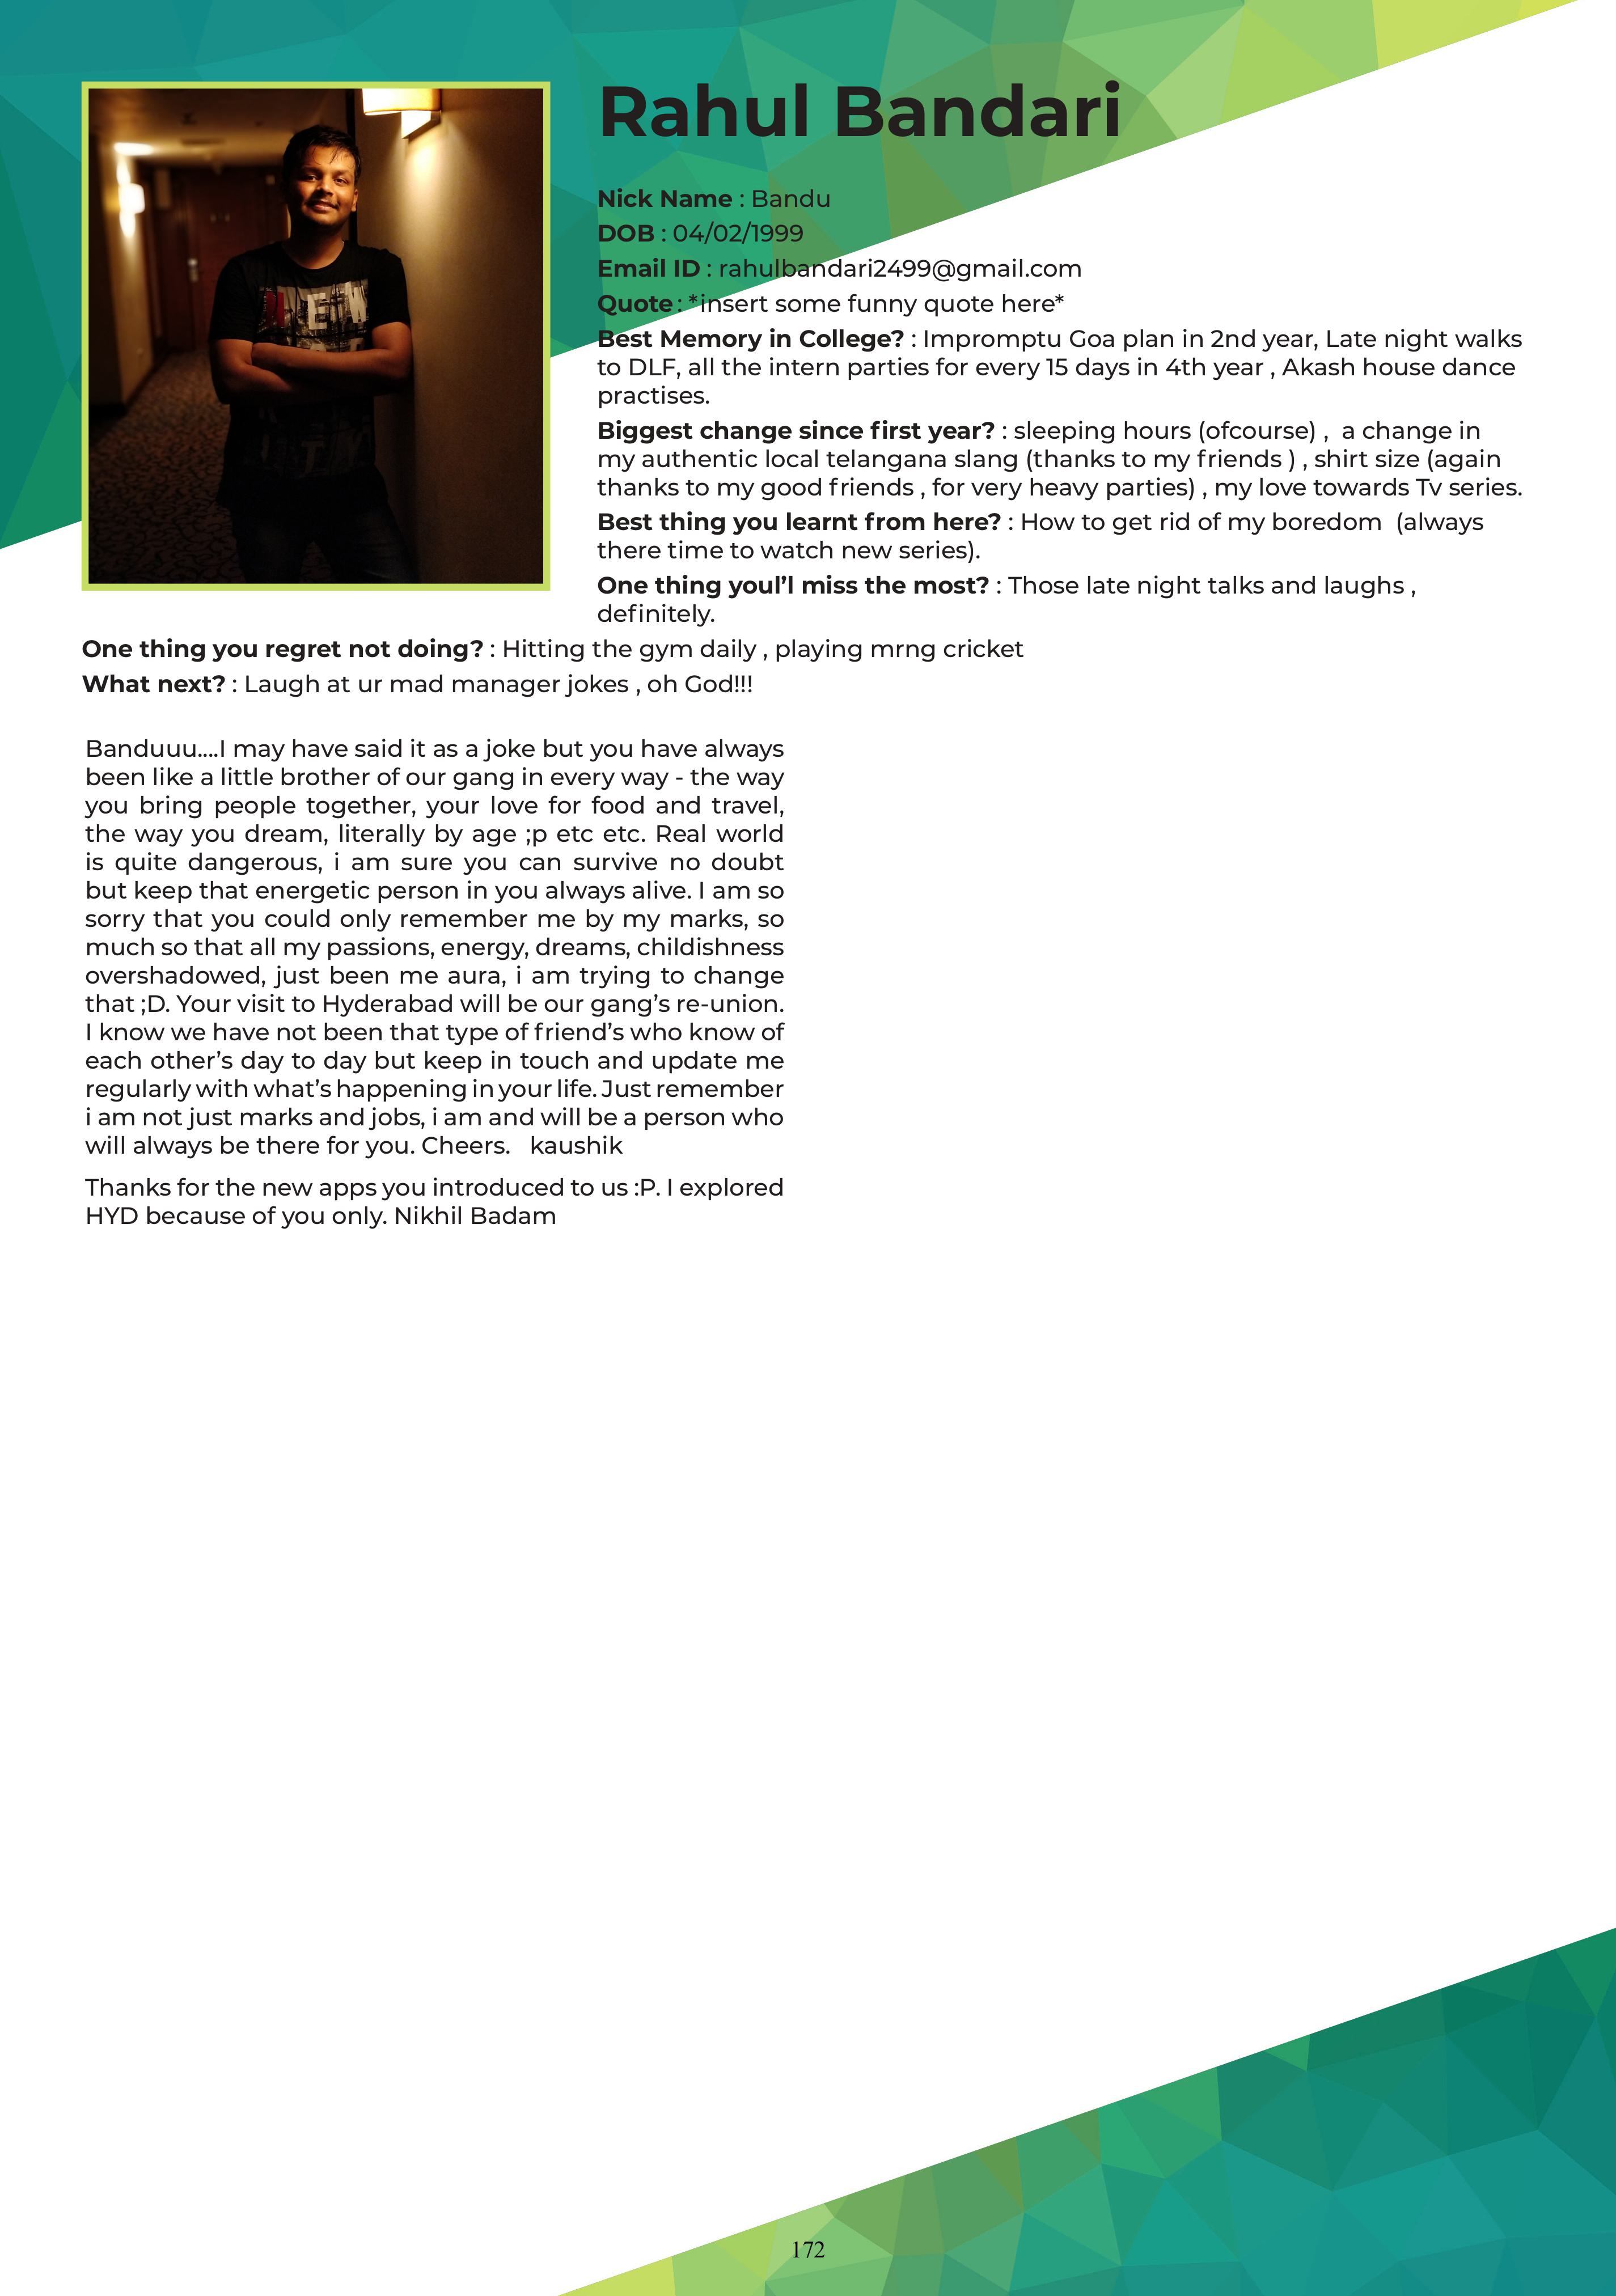 Rahul Bandari
Nick Name : Bandu
DOB : 04/02/1999
Email ID : rahulbandari2499@gmail.com
Quote : *insert some funny quote here*
Best Memory in College? : Impromptu Goa plan in 2nd year, Late night walks
to DLF, all the intern parties for every 15 days in 4th year , Akash house dance
practises.
Biggest change since first year? : sleeping hours (ofcourse) ,  a change in
my authentic local telangana slang (thanks to my friends ) , shirt size (again
thanks to my good friends , for very heavy parties) , my love towards Tv series.
Best thing you learnt from here? : How to get rid of my boredom  (always
there time to watch new series).
One thing youl’l miss the most? : Those late night talks and laughs ,
definitely.
One thing you regret not doing? : Hitting the gym daily , playing mrng cricket
What next? : Laugh at ur mad manager jokes , oh God!!!
Banduuu....I may have said it as a joke but you have always
been like a little brother of our gang in every way - the way
you bring people together, your love for food and travel,
the way you dream, literally by age ;p etc etc. Real world
is quite dangerous, i am sure you can survive no doubt
but keep that energetic person in you always alive. I am so
sorry that you could only remember me by my marks, so
much so that all my passions, energy, dreams, childishness
overshadowed, just been me aura, i am trying to change
that ;D. Your visit to Hyderabad will be our gang’s re-union.
I know we have not been that type of friend’s who know of
each other’s day to day but keep in touch and update me
regularly with what’s happening in your life. Just remember
i am not just marks and jobs, i am and will be a person who
will always be there for you. Cheers.   kaushik
Thanks for the new apps you introduced to us :P. I explored
HYD because of you only. Nikhil Badam
172